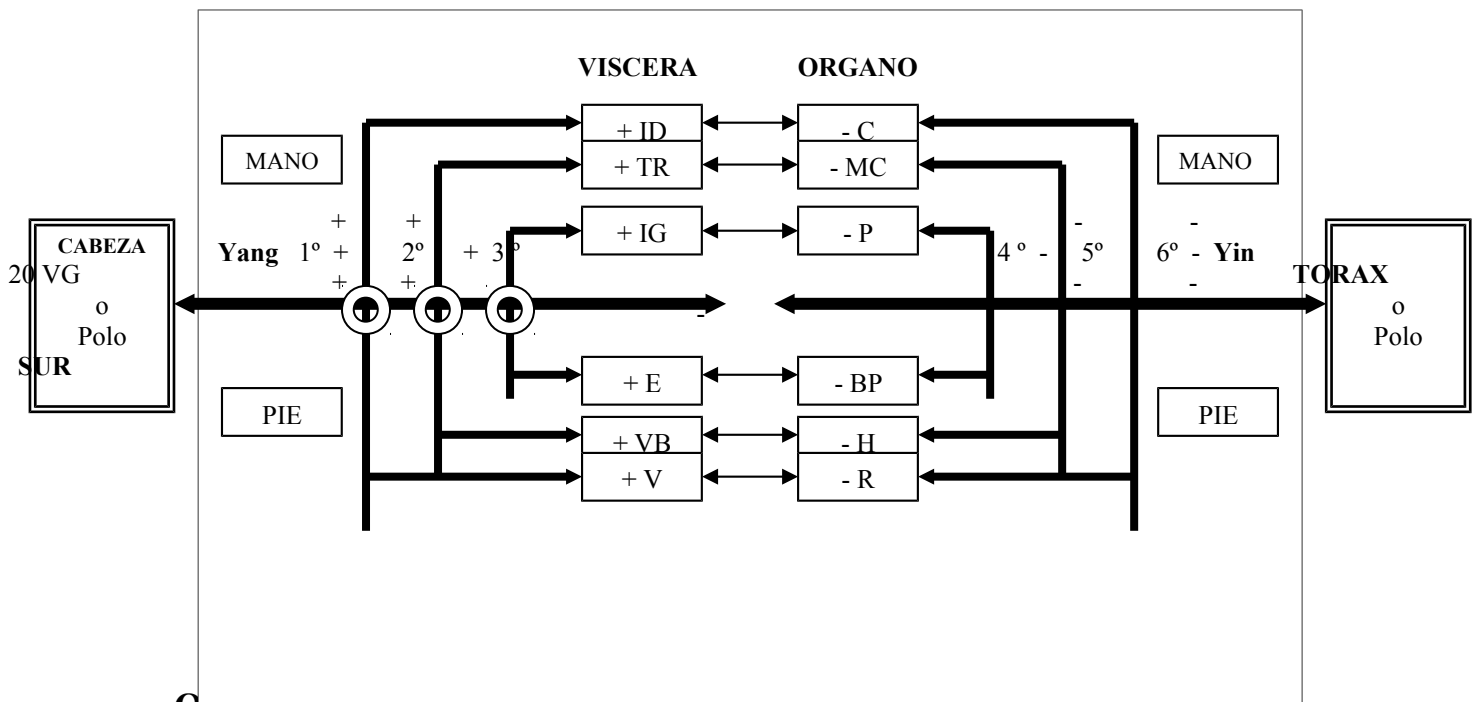 VISCERA ORGANO
+ ID - C
MANO MANO
+ TR - MC
+ + - -
CABEZA
Yang 1º + 2º + 3º + IG - P 4º - 5º 6º - Yin
20 VG + + - - TORAX
o o
Polo - Polo
SUR
+ E - BP
PIE PIE
+ VB - H
+ V - R